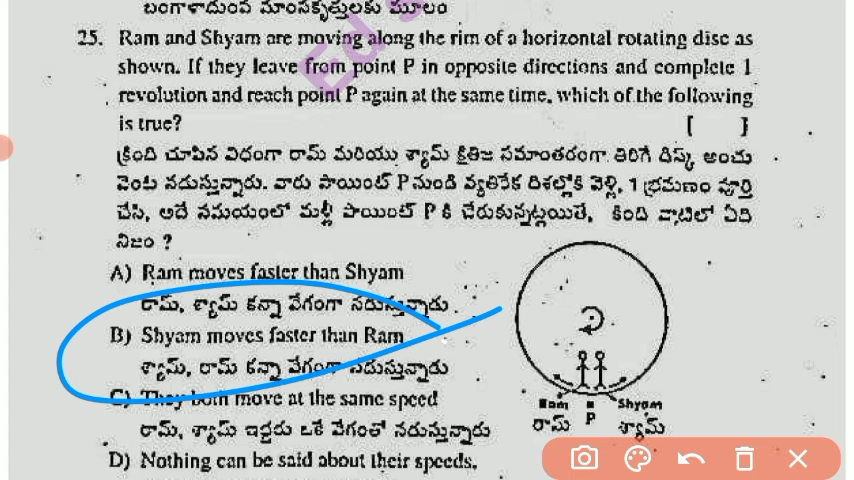 బంగాళాదుంప మాంసకృత్తులకు మూలం
25. Ram and Shyam are moving along the rim of a horizontal rotating disc as
shown. If they leave from point P in opposite directions and complete 1
revolution and reach point P again at the same time, which of the following
is true? [ ]
క్రింది చూపిన విధంగా రామ్ మరియు శ్యామ్ క్షితిజ సమాంతరంగా తిరిగే డిస్క్ అంచు
వెంట నడుస్తున్నారు. వారు పాయింట్ P నుండి వ్యతిరేక దిశల్లోకి వెళ్లి, 1 భ్రమణం పూర్తి
చేసి, అదే సమయంలో మళ్లీ పాయింట్ P కి చేరుకున్నట్లయితే, కింది వాటిలో ఏది
నిజం ?
A) Ram moves faster than Shyam
రామ్, శ్యామ్ కన్నా వేగంగా నడుస్తున్నాడు
B) Shyam moves faster than Ram
శ్యామ్, రామ్ కన్నా వేగంగా నడుస్తున్నాడు
C) They both move at the same speed
రామ్, శ్యామ్ ఇద్దరు ఒకే వేగంతో నడుస్తున్నారు
D) Nothing can be said about their speeds,
Ram P Shyam
రామ్ శ్యామ్